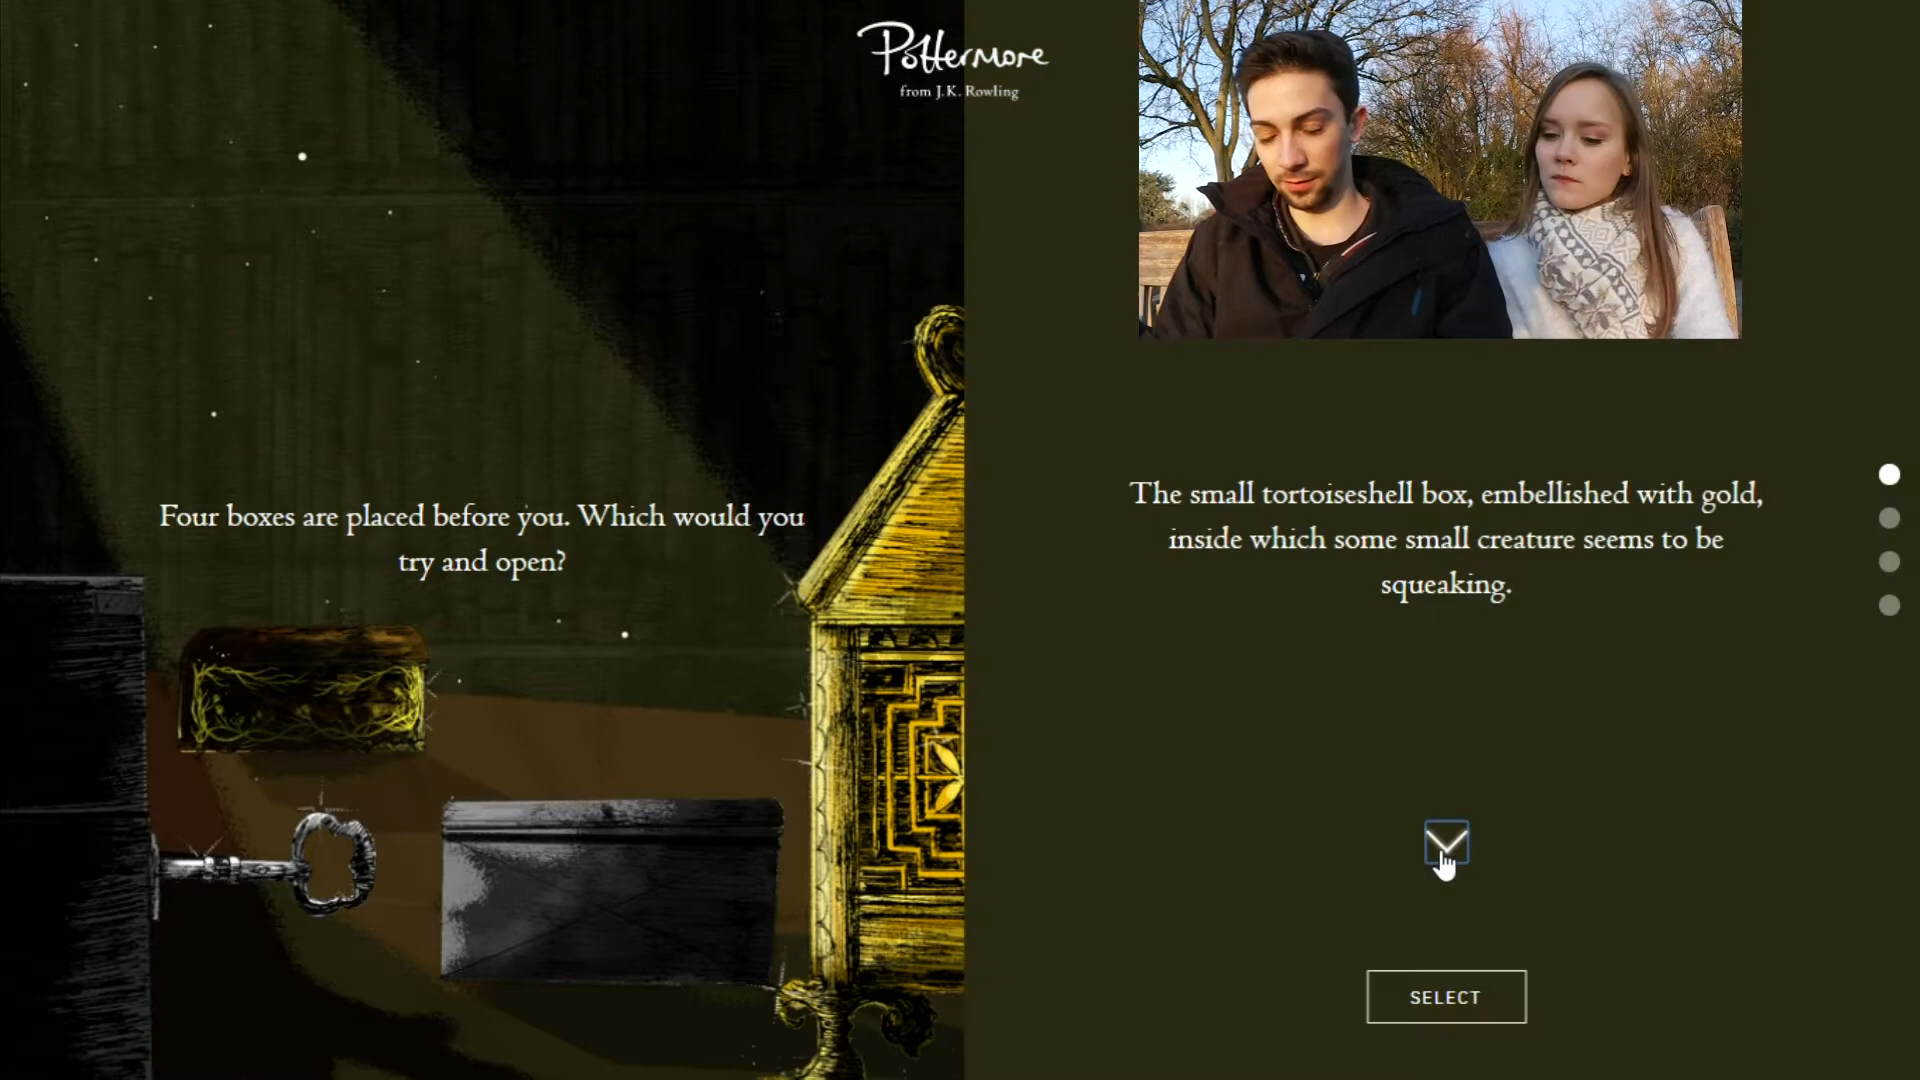 Pottermore
from J.K. Rowling
Four boxes are placed before you. Which would you
try and open?
The small tortoiseshell box, embellished with gold,
inside which some small creature seems to be
squeaking.
SELECT